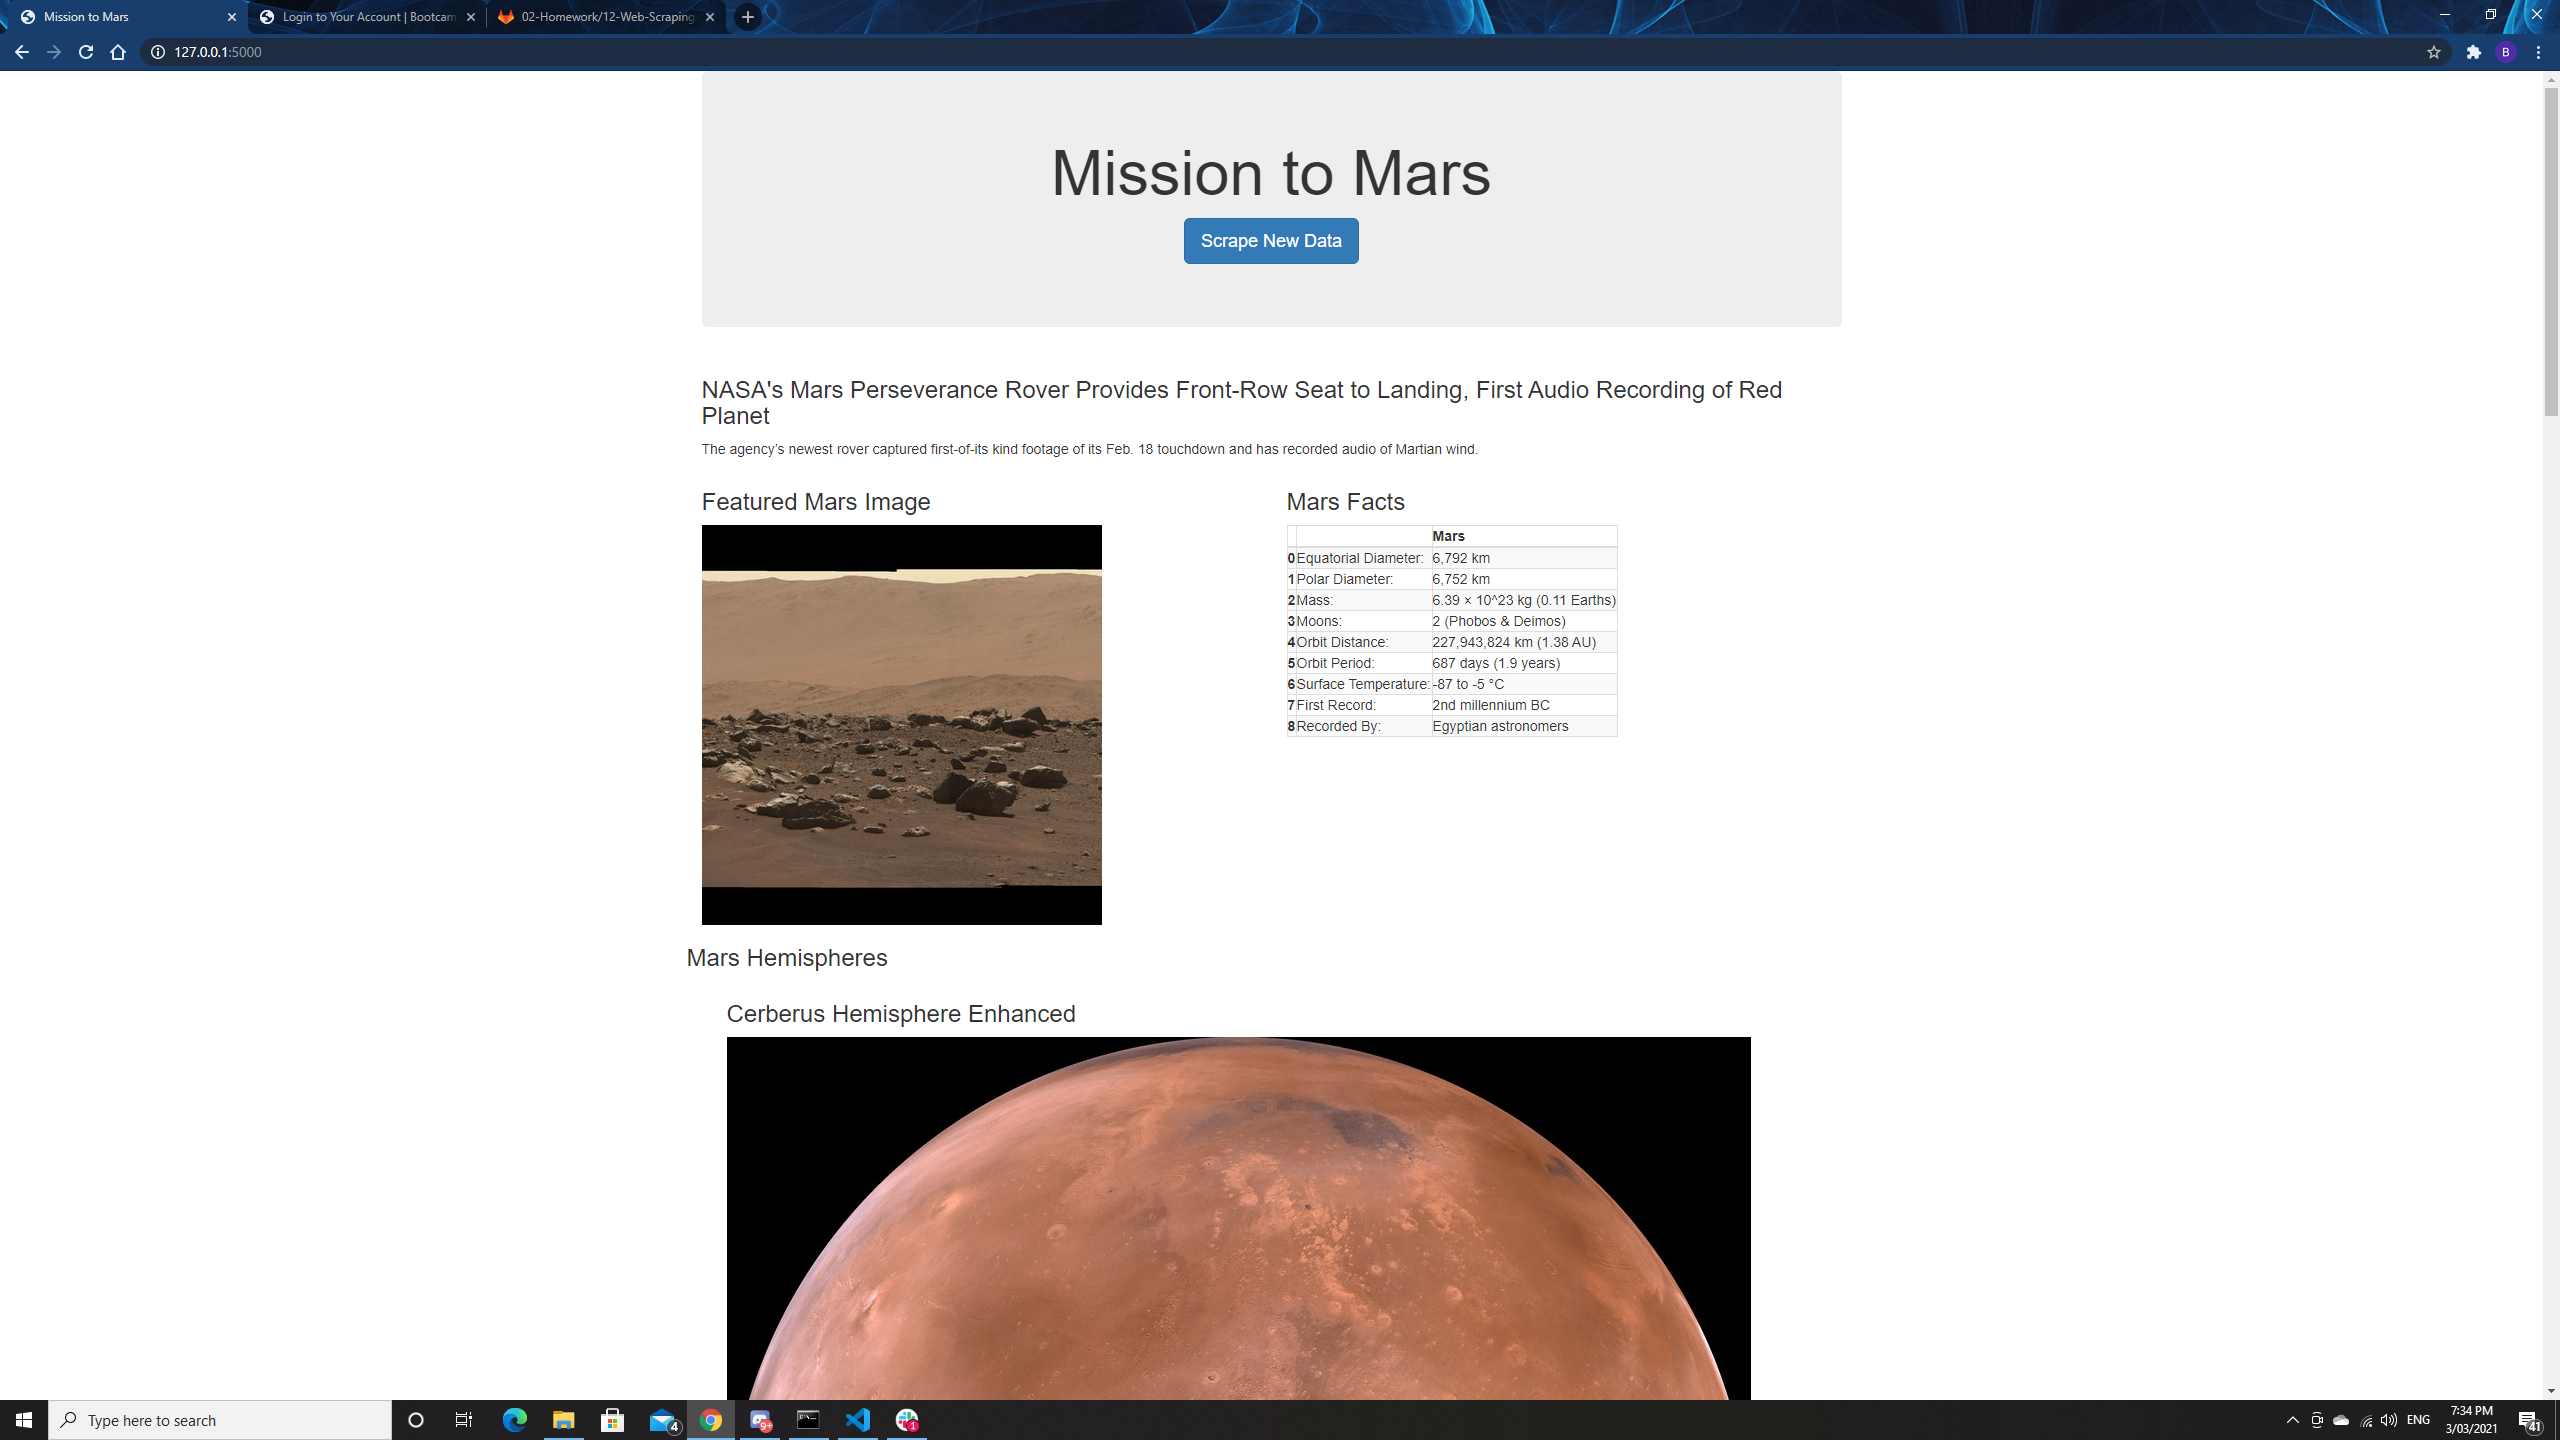 Mission to Mars
Login to Your Account | Bootcam
02-Homework/12-Web-Scraping
127.0.0.1:5000
B
Mission to Mars
Scrape New Data
NASA's Mars Perseverance Rover Provides Front-Row Seat to Landing, First Audio Recording of Red
Planet
The agency's newest rover captured first-of-its kind footage of its Feb. 18 touchdown and has recorded audio of Martian wind.
Featured Mars Image
Mars Facts
Mars
0 Equatorial Diameter: 6,792 km
1 Polar Diameter: 6,752 km
2 Mass: 6.39 × 10^23 kg (0.11 Earths)
3 Moons: 2 (Phobos & Deimos)
4 Orbit Distance: 227,943,824 km (1.38 AU)
5 Orbit Period: 687 days (1.9 years)
6 Surface Temperature: -87 to -5 °C
7 First Record: 2nd millennium BC
8 Recorded By: Egyptian astronomers
Mars Hemispheres
Cerberus Hemisphere Enhanced
Type here to search
4
9+
1
ENG
7:34 PM
3/03/2021
41